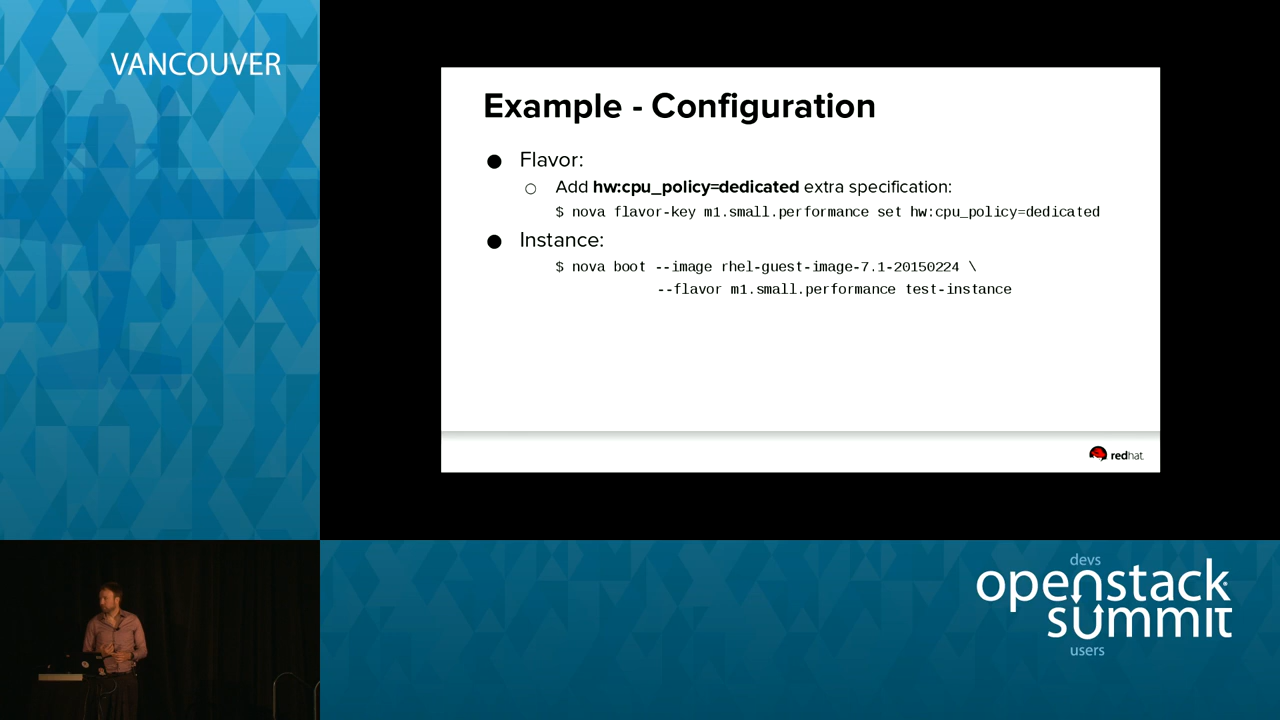 VANCOUVER
Example - Configuration
● Flavor:
○ Add hw:cpu_policy=dedicated extra specification:
$ nova flavor-key m1.small.performance set hw:cpu_policy=dedicated
● Instance:
$ nova boot --image rhel-guest-image-7.1-20150224 \
--flavor m1.small.performance test-instance
redhat
devs
openstack
summit
users